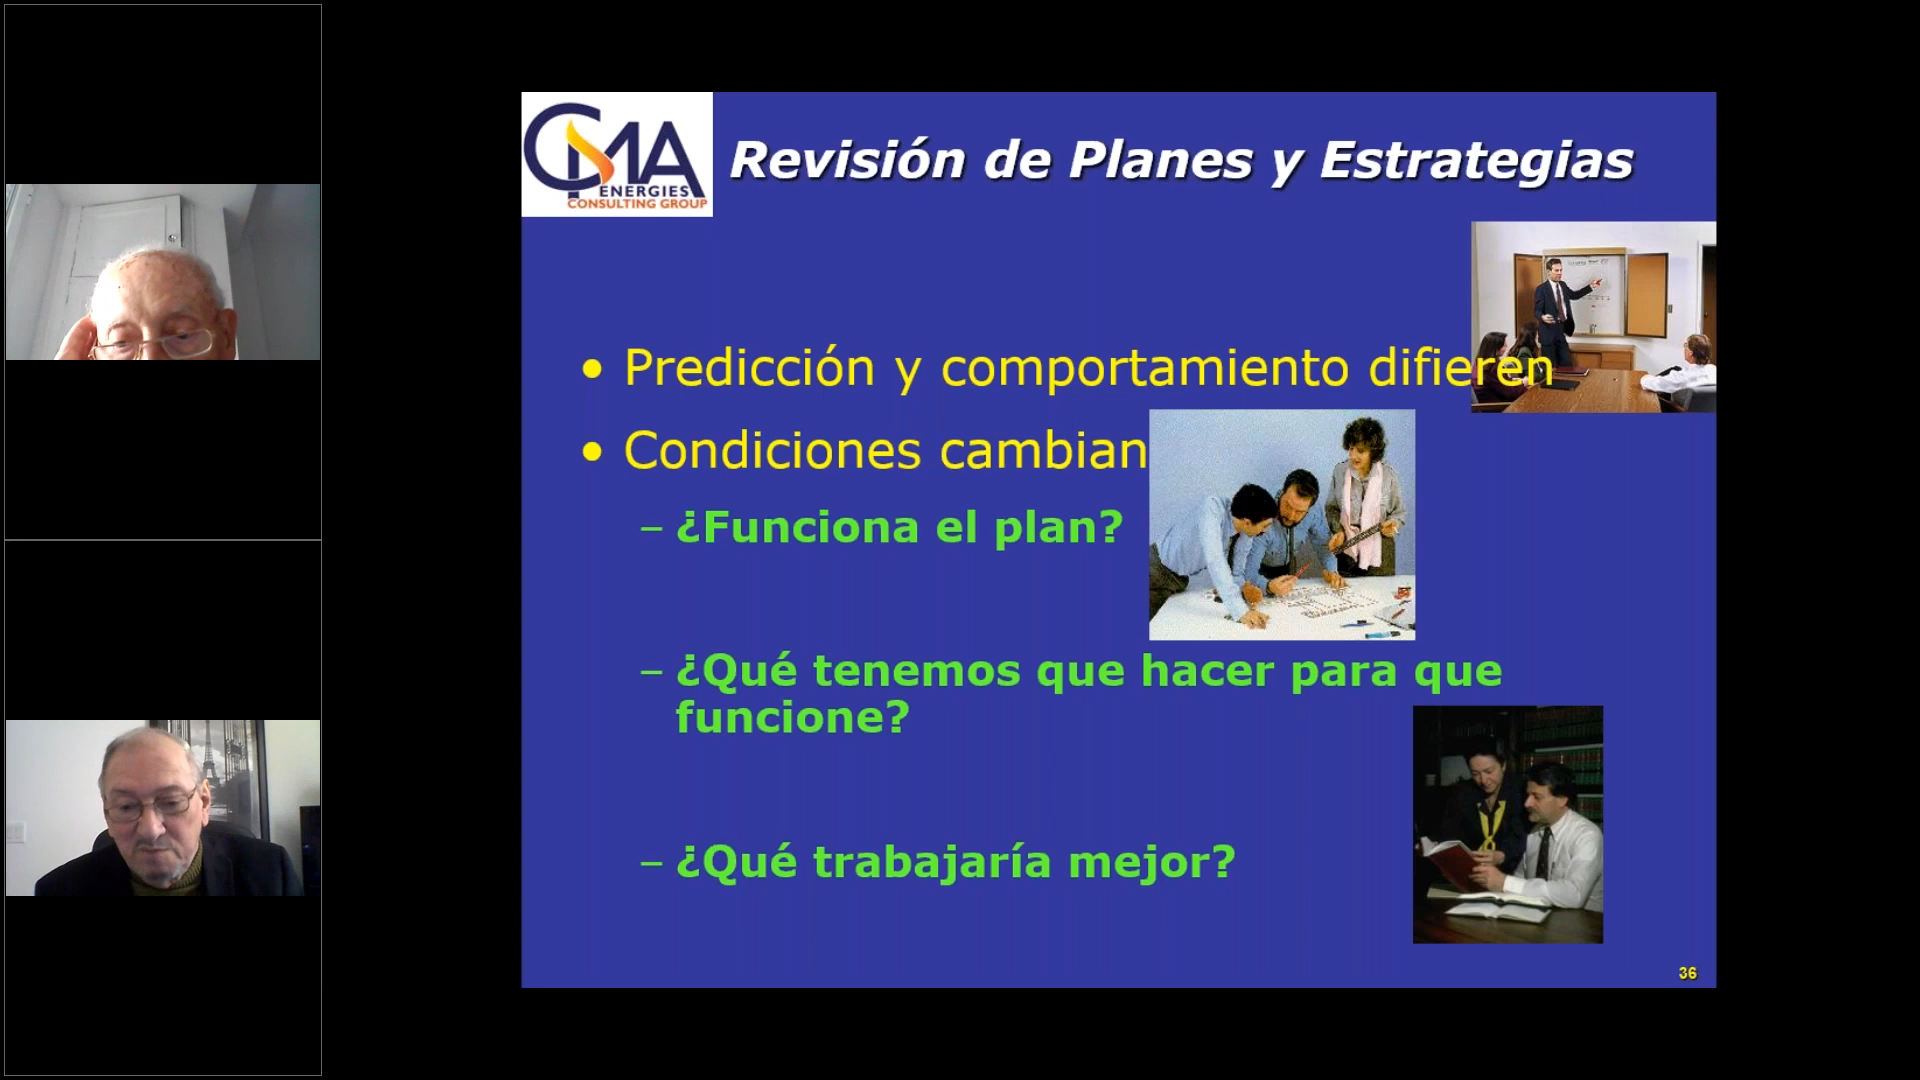 CMA
ENERGIES
CONSULTING GROUP
Revisión de Planes y Estrategias
• Predicción y comportamiento difieren
• Condiciones cambian
– ¿Funciona el plan?
– ¿Qué tenemos que hacer para que
funcione?
– ¿Qué trabajaría mejor?
36